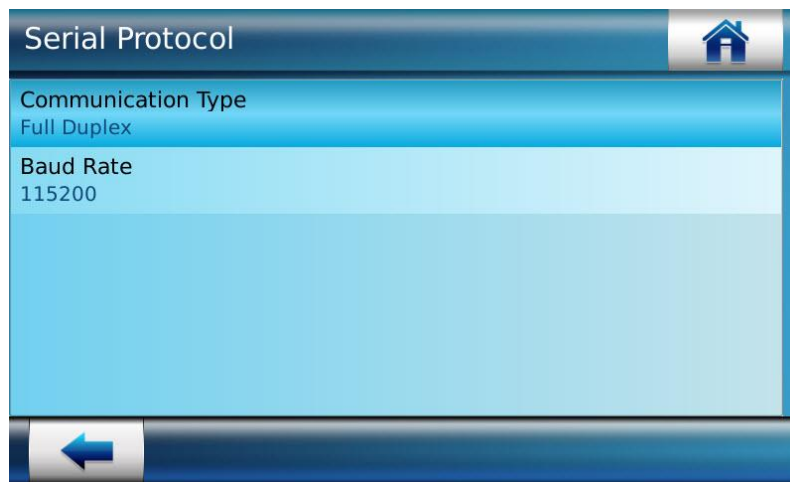 Serial Protocol
Communication Type
Full Duplex
Baud Rate
115200